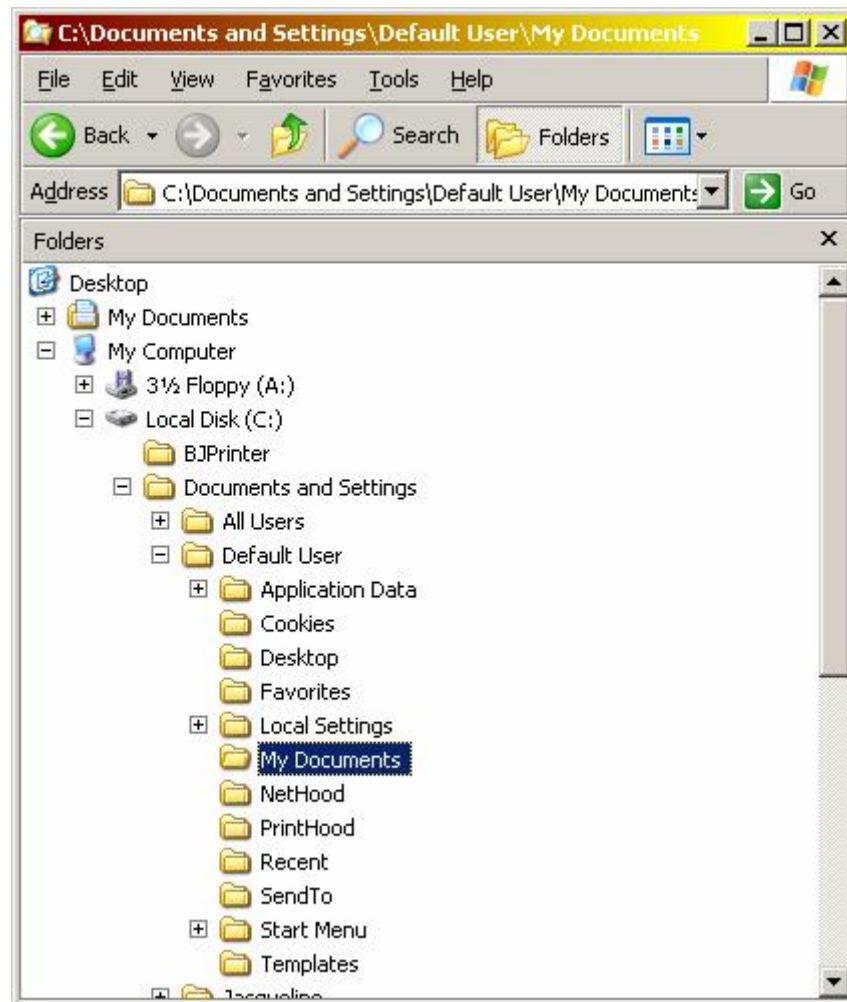 C:\Documents and Settings\Default User\My Documents
File Edit View Favorites Tools Help
Back Search Folders
Address C:\Documents and Settings\Default User\My Documents Go
Folders
Desktop
My Documents
My Computer
3½ Floppy (A:)
Local Disk (C:)
BJPrinter
Documents and Settings
All Users
Default User
Application Data
Cookies
Desktop
Favorites
Local Settings
My Documents
NetHood
PrintHood
Recent
SendTo
Start Menu
Templates
Jacqueline